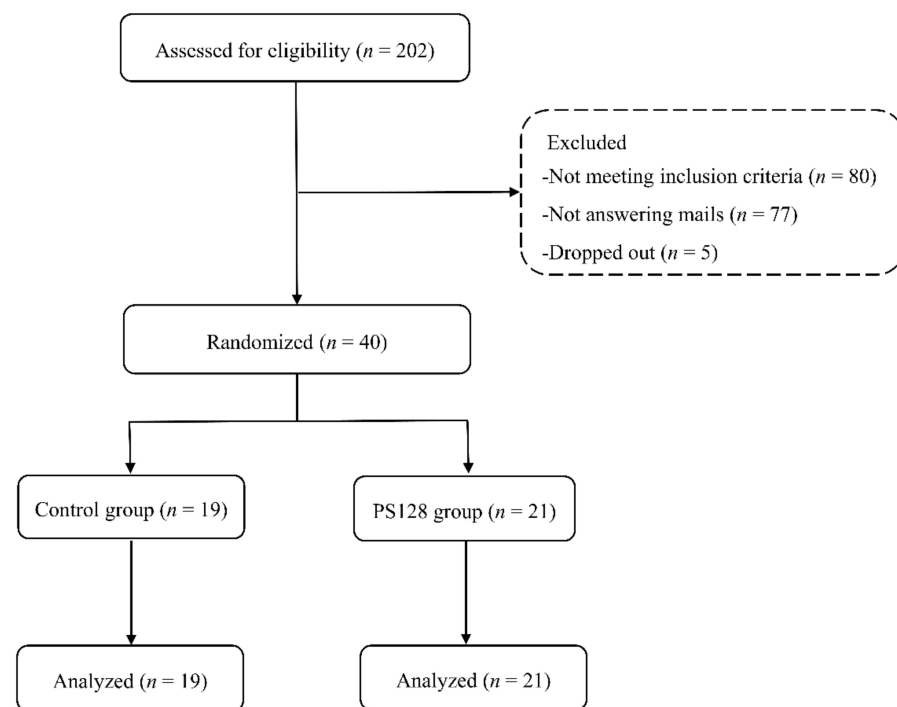 Assessed for eligibility (n = 202)
Excluded
-Not meeting inclusion criteria (n = 80)
-Not answering mails (n = 77)
-Dropped out (n = 5)
Randomized (n = 40)
Control group (n = 19)
PS128 group (n = 21)
Analyzed (n = 19)
Analyzed (n = 21)